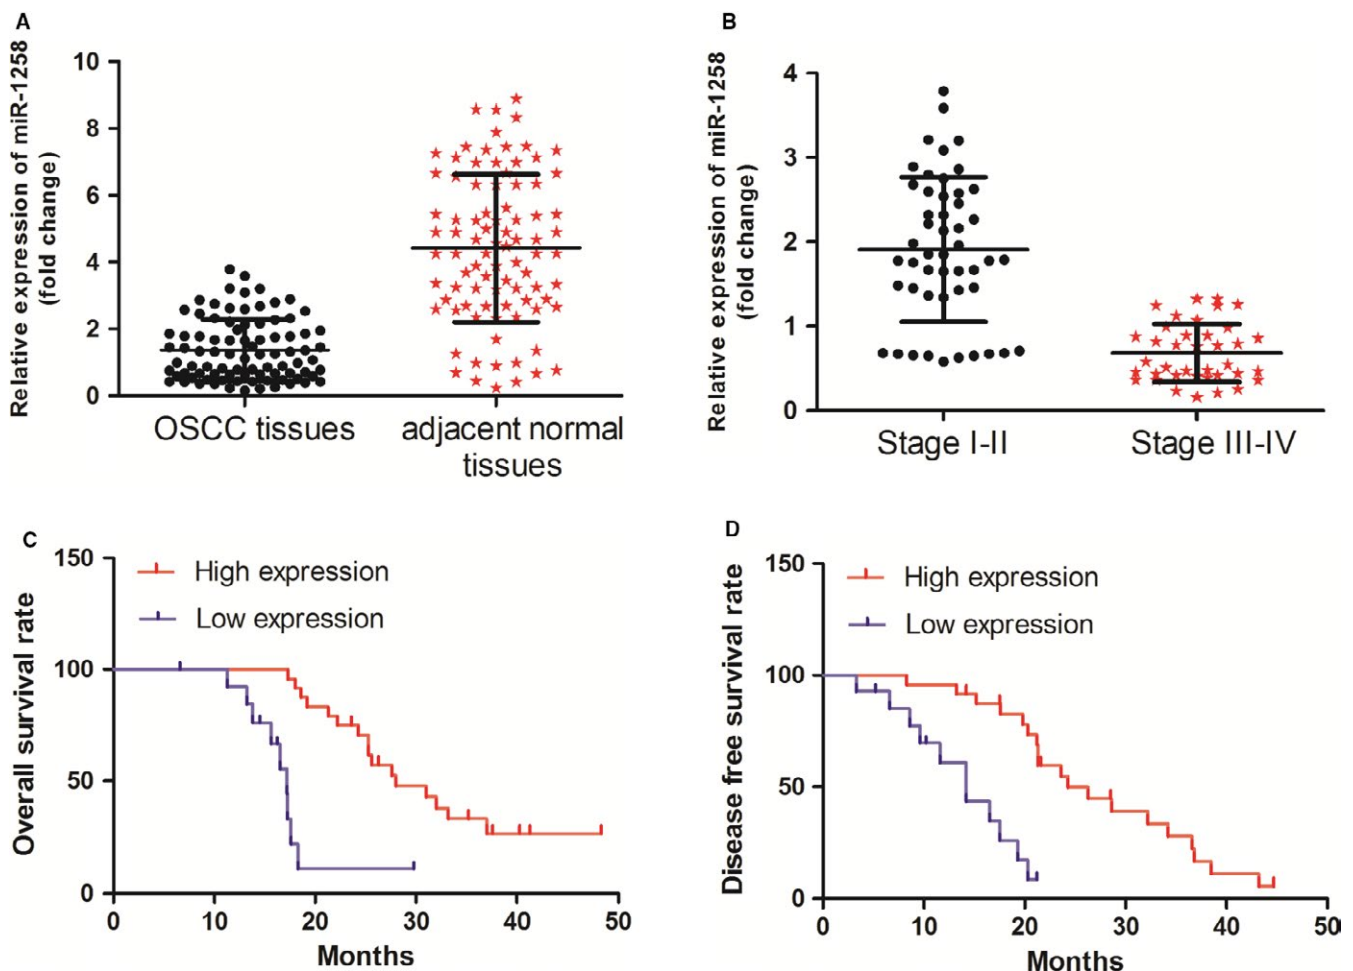 A
Relative expression of miR-1258
(fold change)
10
8
6
4
2
0
OSCC tissues
adjacent normal
tissues
B
Relative expression of miR-1258
(fold change)
4
3
2
1
0
Stage I-II
Stage III-IV
C
Overall survival rate
150
100
50
0
High expression
Low expression
0 10 20 30 40 50
Months
D
Disease free survival rate
150
100
50
0
High expression
Low expression
0 10 20 30 40 50
Months